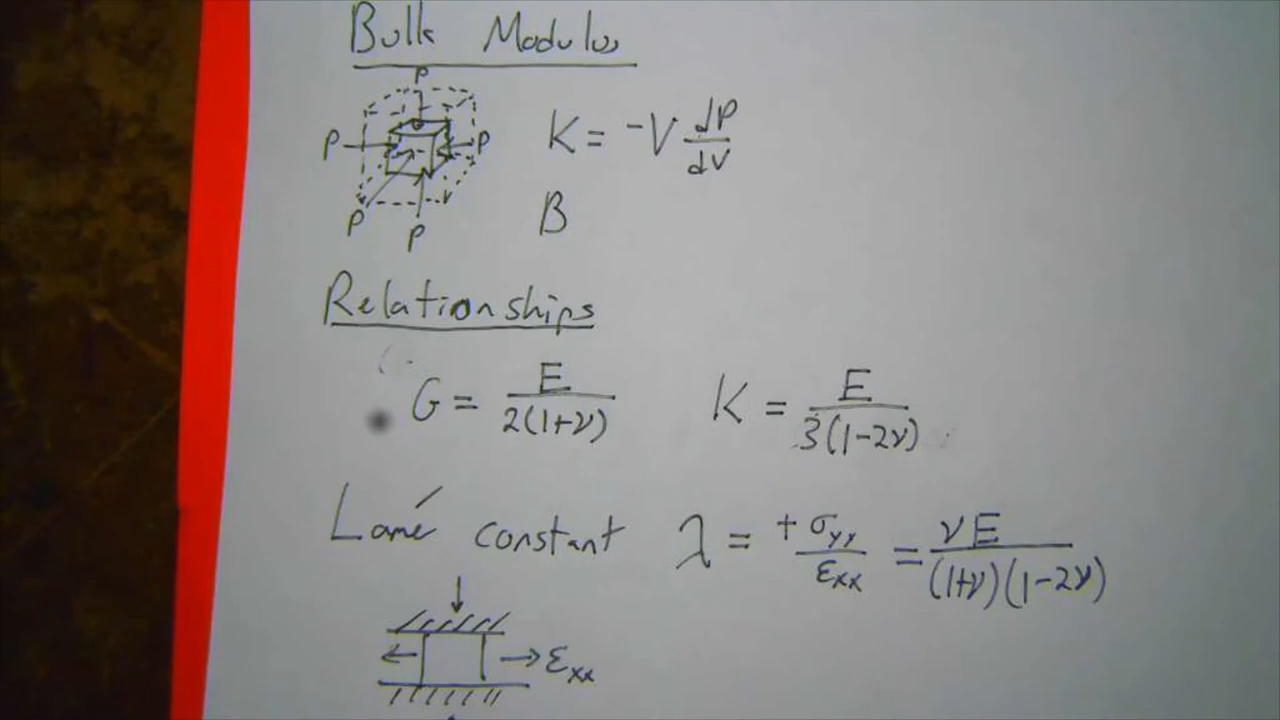 Bulk Modulus
P
P P
K = -V dP/dV
P
P
B
Relationships
G = E/2(1+ν) K = E/3(1-2ν)
Lamé constant λ = +σyy/εxx = νE/(1+ν)(1-2ν)
εxx